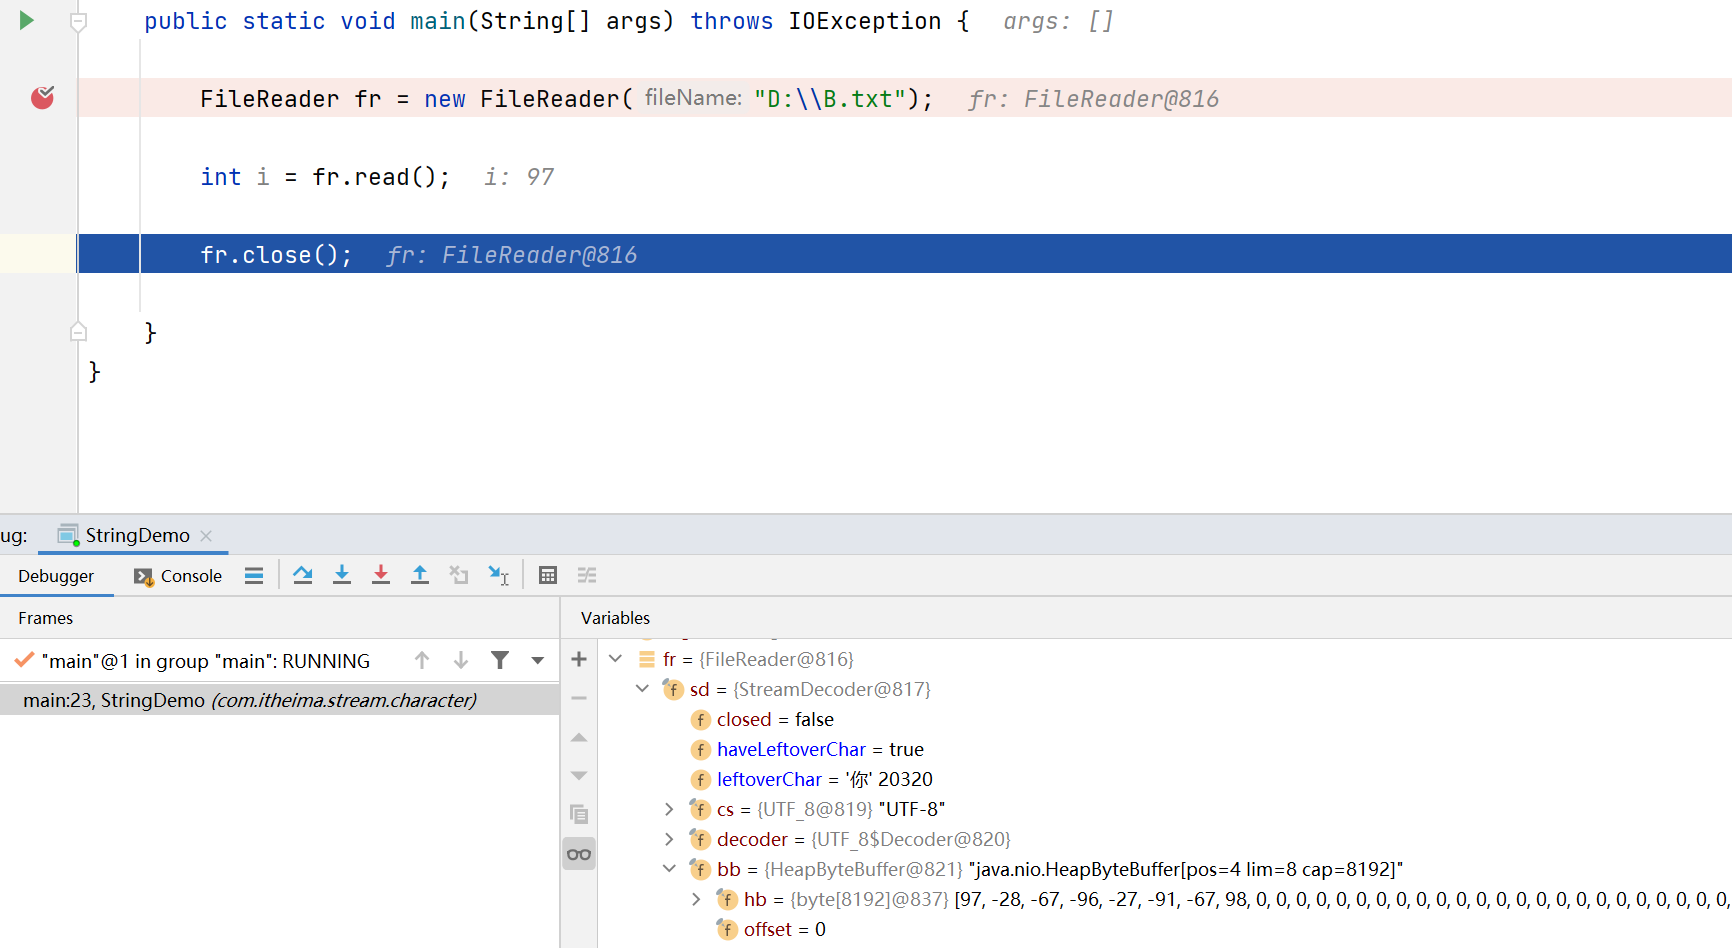 public static void main(String[] args) throws IOException {   args: []
FileReader fr = new FileReader( fileName: "D:\\B.txt");   fr: FileReader@816
int i = fr.read();   i: 97
fr.close();   fr: FileReader@816
}
}
ug: StringDemo
Debugger Console
Frames Variables
"main"@1 in group "main": RUNNING
main:23, StringDemo (com.itheima.stream.character)
fr = {FileReader@816}
sd = {StreamDecoder@817}
closed = false
haveLeftoverChar = true
leftoverChar = '你' 20320
cs = {UTF_8@819} "UTF-8"
decoder = {UTF_8$Decoder@820}
bb = {HeapByteBuffer@821} "java.nio.HeapByteBuffer[pos=4 lim=8 cap=8192]"
hb = {byte[8192]@837} [97, -28, -67, -96, -27, -91, -67, 98, 0, 0, 0, 0, 0, 0, 0, 0, 0, 0, 0, 0, 0, 0, 0, 0, 0, 0, 0, 0, 0, 0, 0, 0,
offset = 0